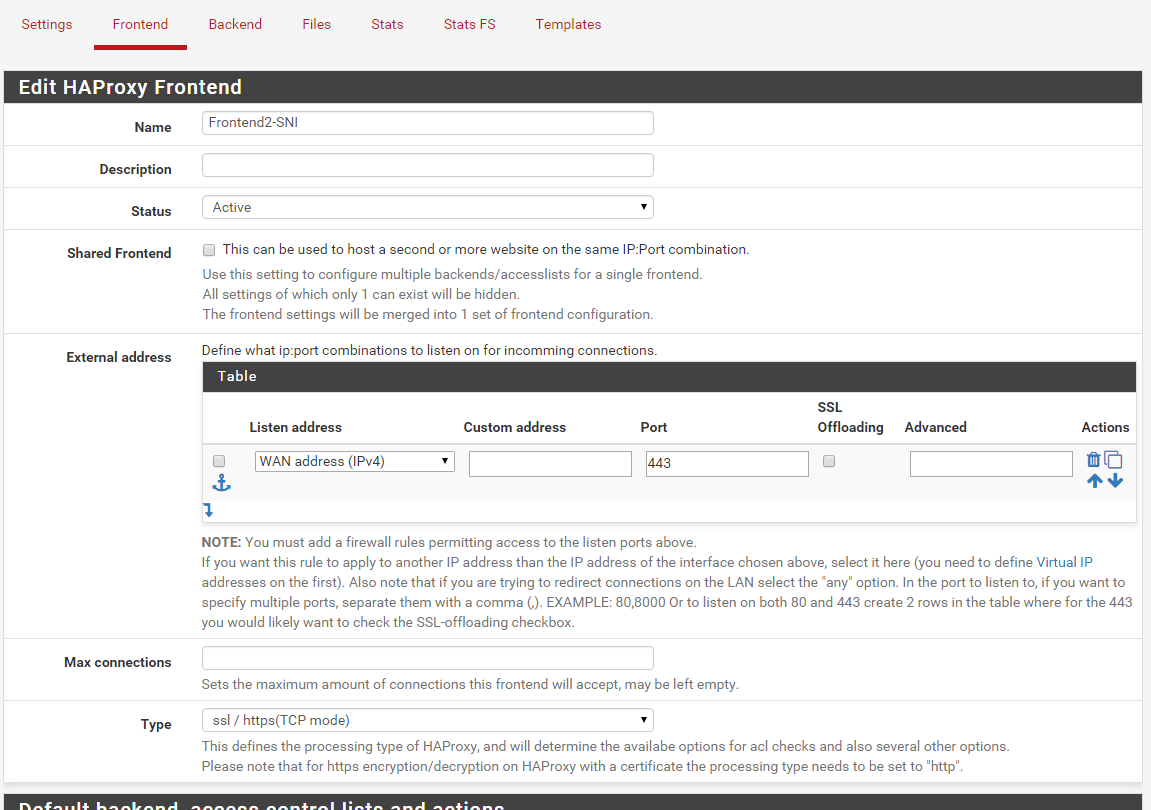 Settings Frontend Backend Files Stats Stats FS Templates
Edit HAProxy Frontend
Name Frontend2-SNI
Description
Status Active
Shared Frontend This can be used to host a second or more website on the same IP:Port combination.
Use this setting to configure multiple backends/accesslists for a single frontend.
All settings of which only 1 can exist will be hidden.
The frontend settings will be merged into 1 set of frontend configuration.
External address Define what ip:port combinations to listen on for incomming connections.
Table
Listen address Custom address Port SSL Offloading Advanced Actions
WAN address (IPv4) 443
NOTE: You must add a firewall rules permitting access to the listen ports above.
If you want this rule to apply to another IP address than the IP address of the interface chosen above, select it here (you need to define Virtual IP
addresses on the first). Also note that if you are trying to redirect connections on the LAN select the "any" option. In the port to listen to, if you want to
specify multiple ports, separate them with a comma (,). EXAMPLE: 80,8000 Or to listen on both 80 and 443 create 2 rows in the table where for the 443
you would likely want to check the SSL-offloading checkbox.
Max connections
Sets the maximum amount of connections this frontend will accept, may be left empty.
Type ssl / https(TCP mode)
This defines the processing type of HAProxy, and will determine the availabe options for acl checks and also several other options.
Please note that for https encryption/decryption on HAProxy with a certificate the processing type needs to be set to "http".
Default backend, access control lists and actions